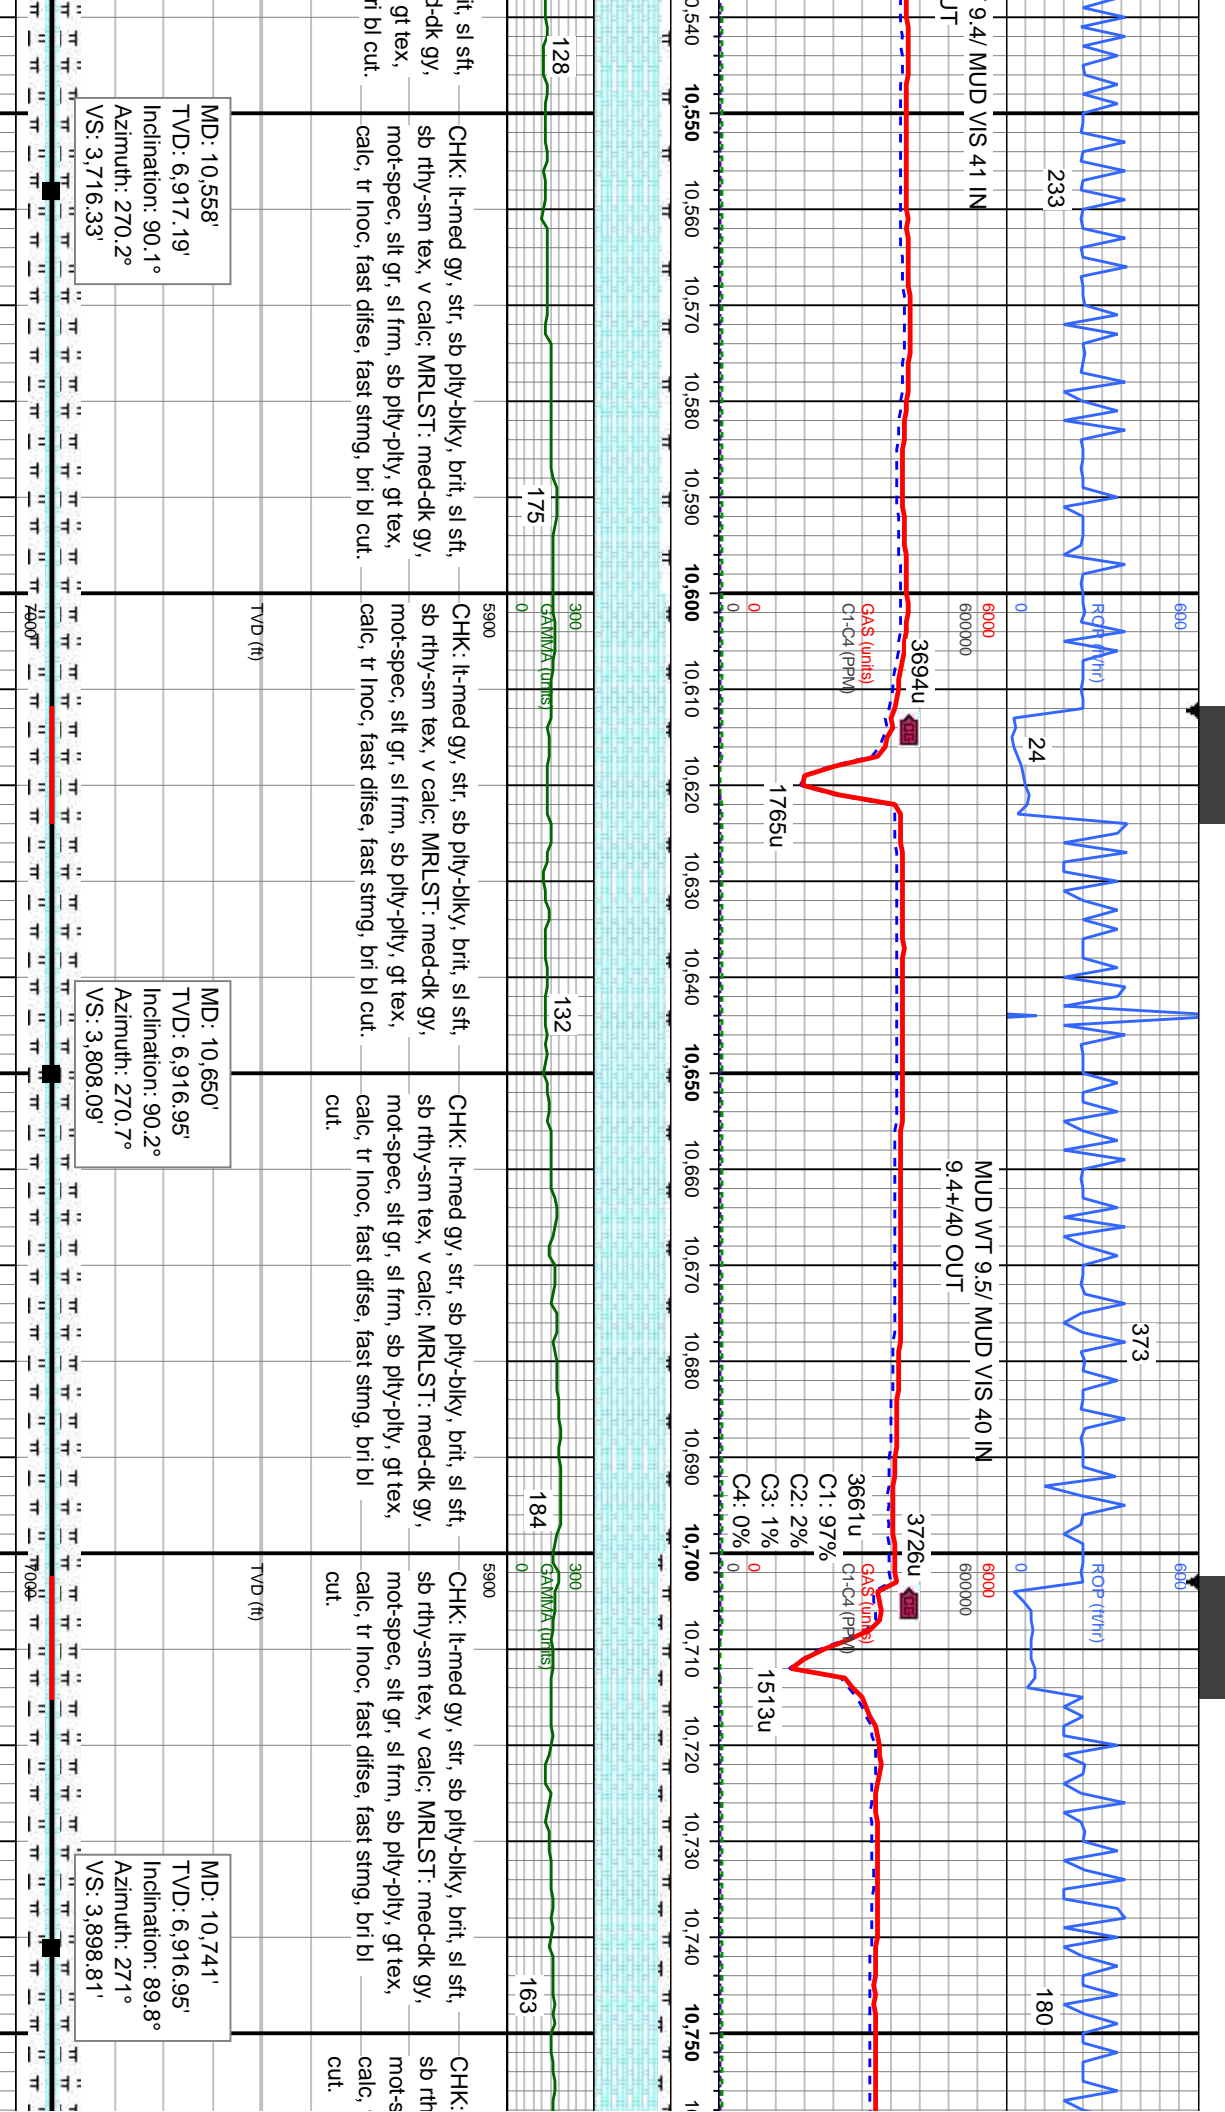 9.4/ MUD VIS 41 IN
UT
233
600
ROP (ft/hr)
0
24
373
600
ROP (ft/hr)
0
180
6000
600000
GAS (units)
C1-C4 (PPM)
0
0
3694u
1765u
MUD WT 9.5/ MUD VIS 40 IN
9.4+/40 OUT
3726u
3661u
C1: 97%
C2: 2%
C3: 1%
C4: 0%
6000
600000
GAS (units)
C1-C4 (PPM)
0
0
1513u
0,540
10,550
10,560
10,570
10,580
10,590
10,600
10,610
10,620
10,630
10,640
10,650
10,660
10,670
10,680
10,690
10,700
10,710
10,720
10,730
10,740
10,750
128
175
300
GAMMA (units)
0
132
184
300
GAMMA (units)
0
163
it, sl sft,
d-dk gy,
gt tex,
ri bl cut.
CHK: lt-med gy, str, sb plty-blky, brit, sl sft,
sb rthy-sm tex, v calc; MRLST: med-dk gy,
mot-spec, slt gr, sl frm, sb plty-plty, gt tex,
calc, tr Inoc, fast difse, fast stmg, bri bl cut.
5900
TVD (ft)
7000
CHK: lt-med gy, str, sb plty-blky, brit, sl sft,
sb rthy-sm tex, v calc; MRLST: med-dk gy,
mot-spec, slt gr, sl frm, sb plty-plty, gt tex,
calc, tr Inoc, fast difse, fast stmg, bri bl cut.
CHK: lt-med gy, str, sb plty-blky, brit, sl sft,
sb rthy-sm tex, v calc; MRLST: med-dk gy,
mot-spec, slt gr, sl frm, sb plty-plty, gt tex,
calc, tr Inoc, fast difse, fast stmg, bri bl
cut.
5900
TVD (ft)
7000
CHK: lt-med gy, str, sb plty-blky, brit, sl sft,
sb rthy-sm tex, v calc; MRLST: med-dk gy,
mot-spec, slt gr, sl frm, sb plty-plty, gt tex,
calc, tr Inoc, fast difse, fast stmg, bri bl
cut.
CHK:
sb rth
mot-s
calc,
cut.
MD: 10,558'
TVD: 6,917.19'
Inclination: 90.1°
Azimuth: 270.2°
VS: 3,716.33'
MD: 10,650'
TVD: 6,916.95'
Inclination: 90.2°
Azimuth: 270.7°
VS: 3,808.09'
MD: 10,741'
TVD: 6,916.95'
Inclination: 89.8°
Azimuth: 271°
VS: 3,898.81'